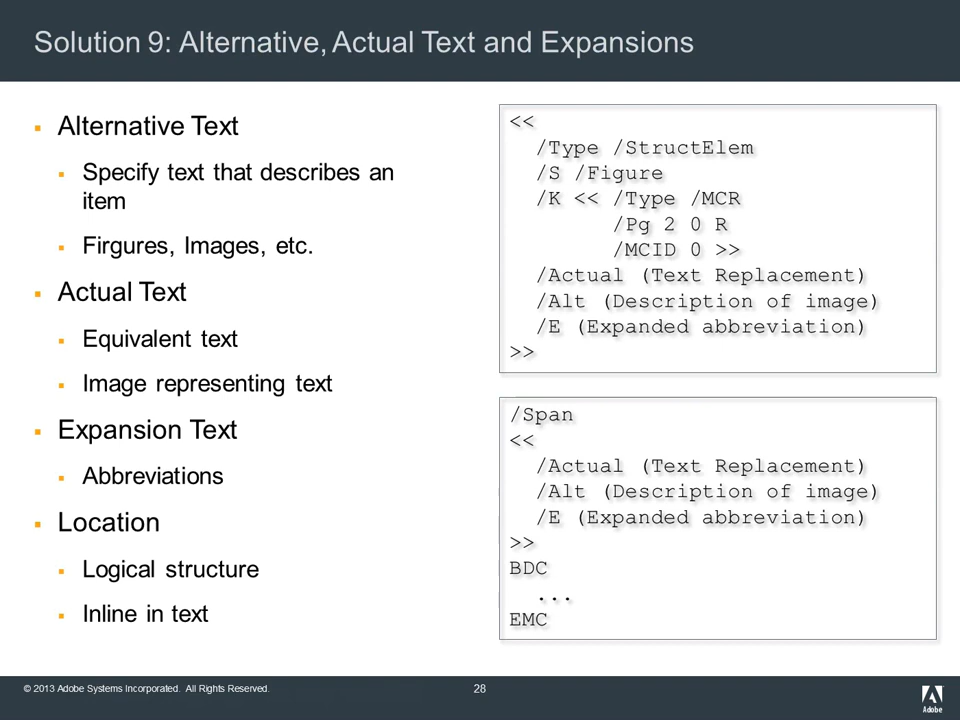 Solution 9: Alternative, Actual Text and Expansions
Alternative Text
Specify text that describes an
item
Firgures, Images, etc.
Actual Text
Equivalent text
Image representing text
Expansion Text
Abbreviations
Location
Logical structure
Inline in text
<<
/Type /StructElem
/S /Figure
/K << /Type /MCR
/Pg 2 0 R
/MCID 0 >>
/Actual (Text Replacement)
/Alt (Description of image)
/E (Expanded abbreviation)
>>
/Span
<<
/Actual (Text Replacement)
/Alt (Description of image)
/E (Expanded abbreviation)
>>
BDC
...
EMC
© 2013 Adobe Systems Incorporated. All Rights Reserved.
28
Adobe